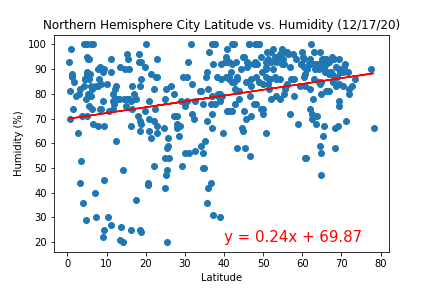 Northern Hemisphere City Latitude vs. Humidity (12/17/20)
100
90
80
70
60
50
40
30
20
Humidity (%)
y = 0.24x + 69.87
0 10 20 30 40 50 60 70 80
Latitude